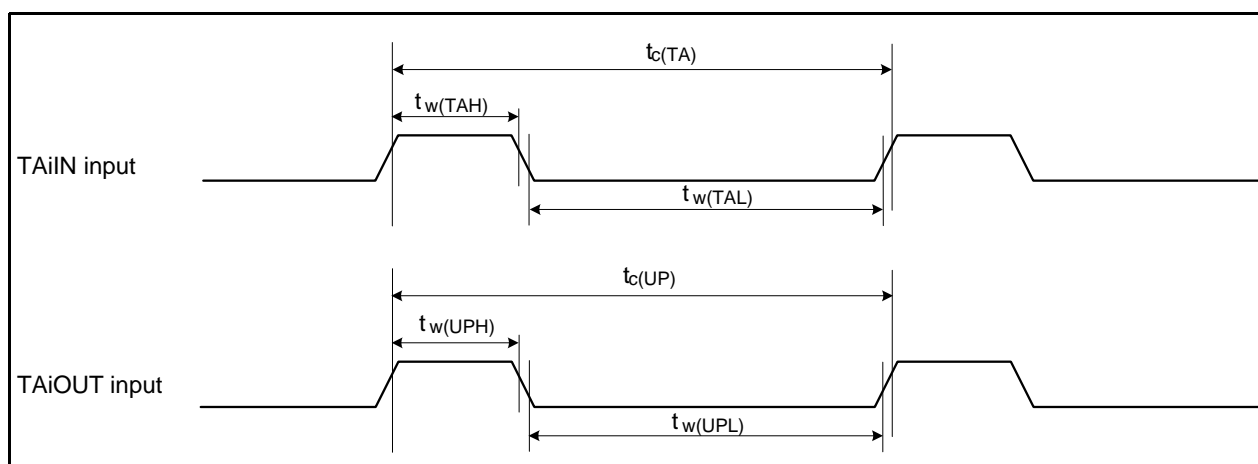 tc(TA)
tw(TAH)
TAiIN input
tw(TAL)
tc(UP)
tw(UPH)
TAiOUT input
tw(UPL)